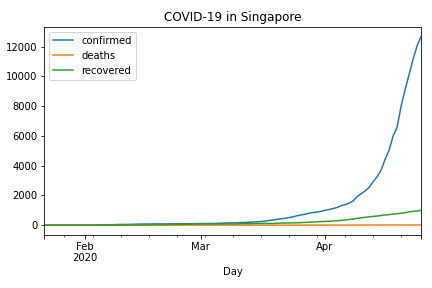 COVID-19 in Singapore
confirmed
deaths
recovered
12000
10000
8000
6000
4000
2000
0
Feb
2020
Mar
Apr
Day